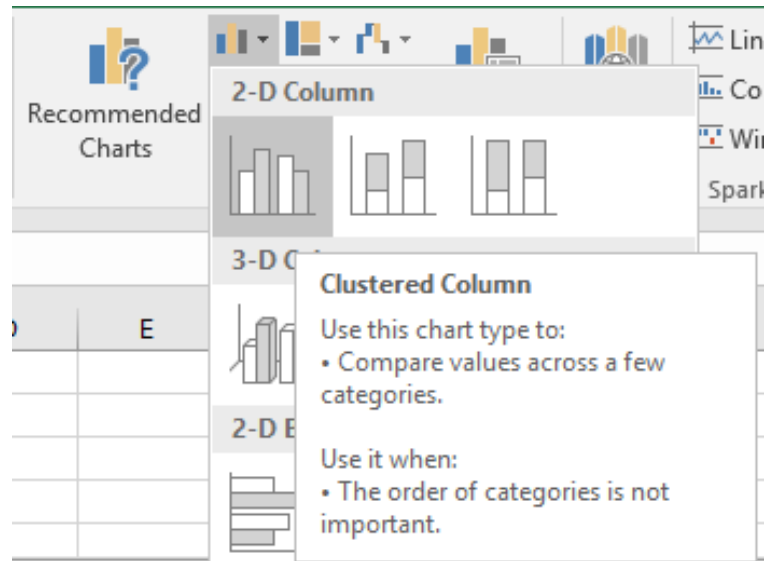 Recommended
Charts
Lin
Co
Wi
Spark
2-D Column
3-D C
Clustered Column
Use this chart type to:
• Compare values across a few
categories.
Use it when:
• The order of categories is not
important.
E
2-D